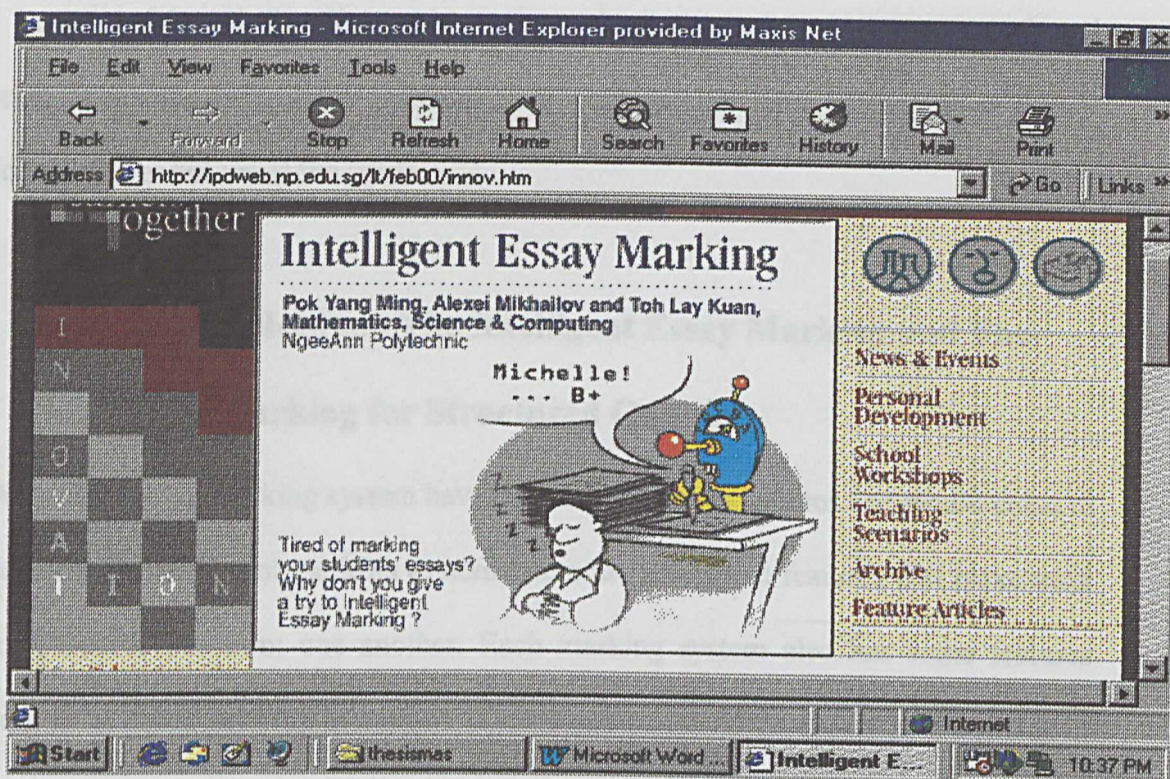 Intelligent Essay Marking - Microsoft Internet Explorer provided by Maxis Net
File Edit View Favorites Tools Help
Back Forward Stop Refresh Home Search Favorites History Mail Print
Address http://ipdweb.np.edu.sg/lt/feb00/innov.htm Go Links
Together
Intelligent Essay Marking
Pok Yang Ming, Alexei Mikhailov and Toh Lay Kuan,
Mathematics, Science & Computing
NgeeAnn Polytechnic
Michelle!
--- B+
z
z
z
z
Tired of marking
your students' essays?
Why don't you give
a try to Intelligent
Essay Marking ?
I
N
O
V
A
T I O N
News & Events
Personal
Development
School
Workshops
Teaching
Scenarios
Archive
Feature Articles
Internet
Start thesismas Microsoft Word ... Intelligent E... 10:37 PM